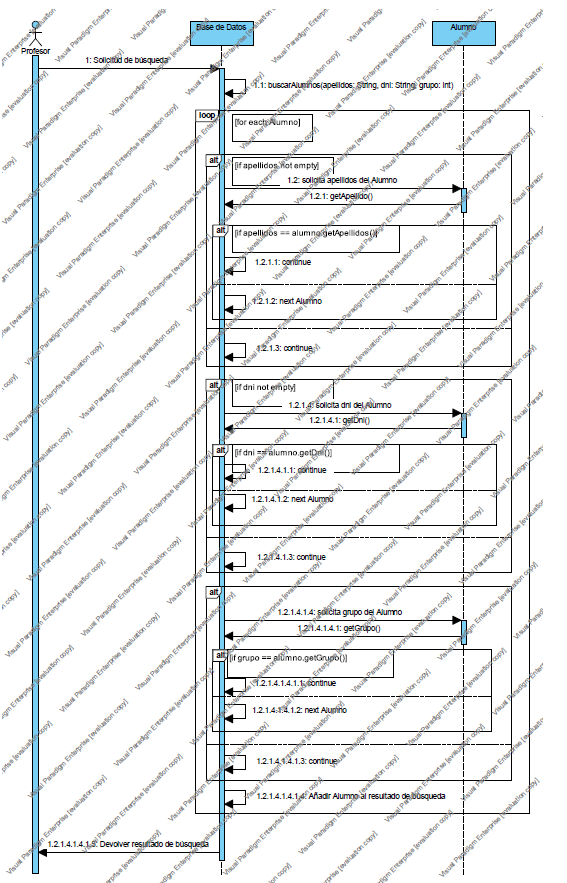 Profesor
Base de Datos
Alumno
1: Solicitud de búsqueda
1.1: buscarAlumnos(apellidos: String, dni: String, grupo: int)
loop
[for each Alumno]
alt
[if apellidos not empty]
1.2: solicita apellidos del Alumno
1.2.1: getApellido()
alt
[if apellidos == alumno.getApellidos()]
1.2.1.1: continue
1.2.1.2: next Alumno
1.2.1.3: continue
alt
[if dni not empty]
1.2.1.4: solicita dni del Alumno
1.2.1.4.1: getDni()
alt
[if dni == alumno.getDni()]
1.2.1.4.1.1: continue
1.2.1.4.1.2: next Alumno
1.2.1.4.1.3: continue
alt
1.2.1.4.1.4: solicita grupo del Alumno
1.2.1.4.1.4.1: getGrupo()
alt
[if grupo == alumno.getGrupo()]
1.2.1.4.1.4.1.1: continue
1.2.1.4.1.4.1.2: next Alumno
1.2.1.4.1.4.1.3: continue
1.2.1.4.1.4.1.4: Añadir Alumno al resultado de búsqueda
1.2.1.4.1.4.1.5: Devolver resultado de búsqueda
Visual Paradigm Enterprise [evaluation copy]